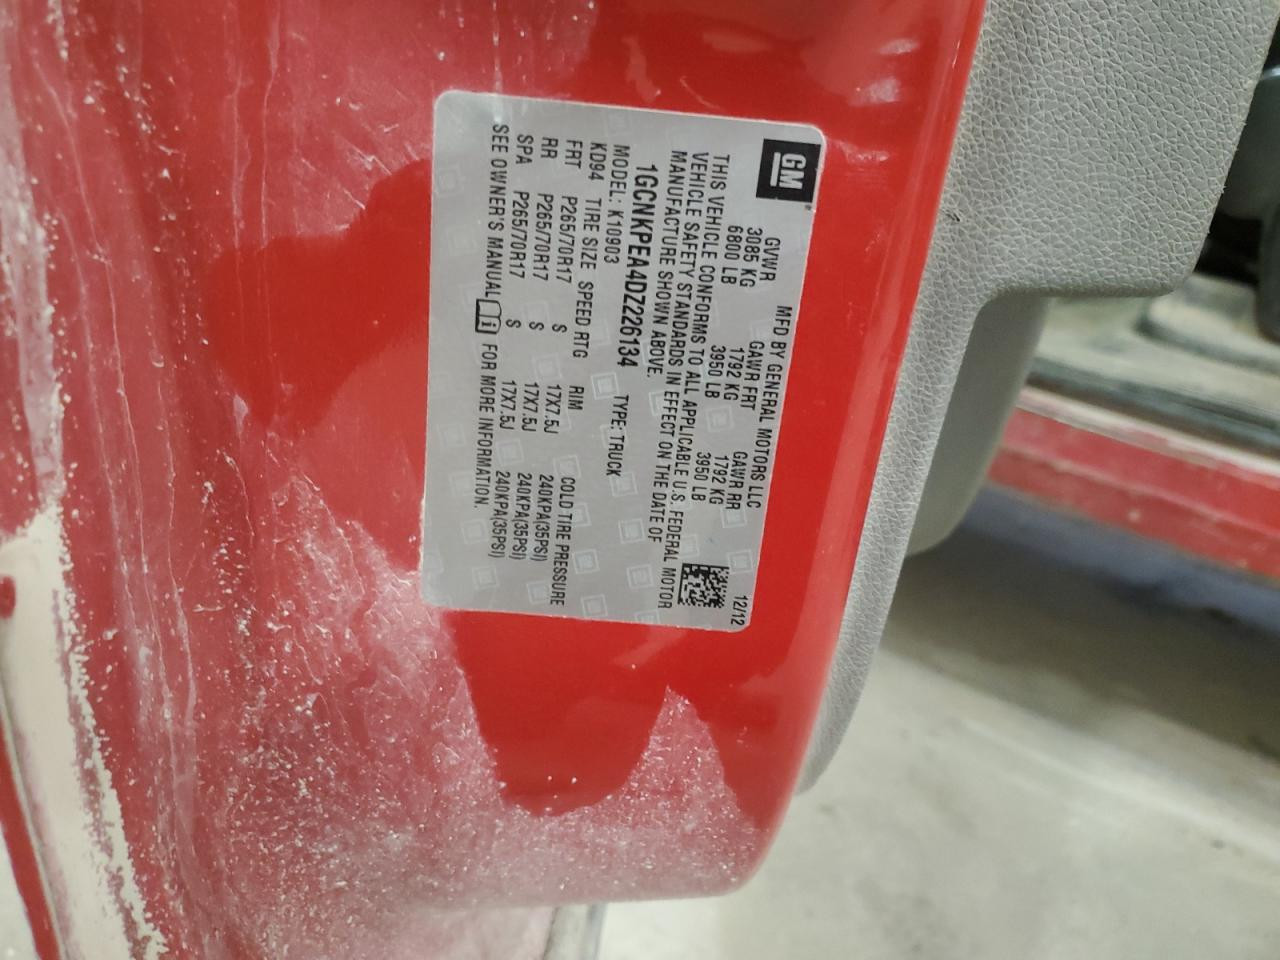 GM
MFD BY GENERAL MOTORS LLC 12/12
GVWR GAWR FRT GAWR RR
3085 KG 1792 KG 1792 KG
6800 LB 3950 LB 3950 LB
THIS VEHICLE CONFORMS TO ALL APPLICABLE U.S. FEDERAL MOTOR
VEHICLE SAFETY STANDARDS IN EFFECT ON THE DATE OF
MANUFACTURE SHOWN ABOVE.
1GCNKPEA4DZ226134 TYPE: TRUCK
MODEL: K10903
KD94 TIRE SIZE SPEED RTG RIM COLD TIRE PRESSURE
FRT P265/70R17 S 17X7.5J 240KPA(35PSI)
RR P265/70R17 S 17X7.5J 240KPA(35PSI)
SPA P265/70R17 S 17X7.5J 240KPA(35PSI)
SEE OWNER'S MANUAL i FOR MORE INFORMATION.